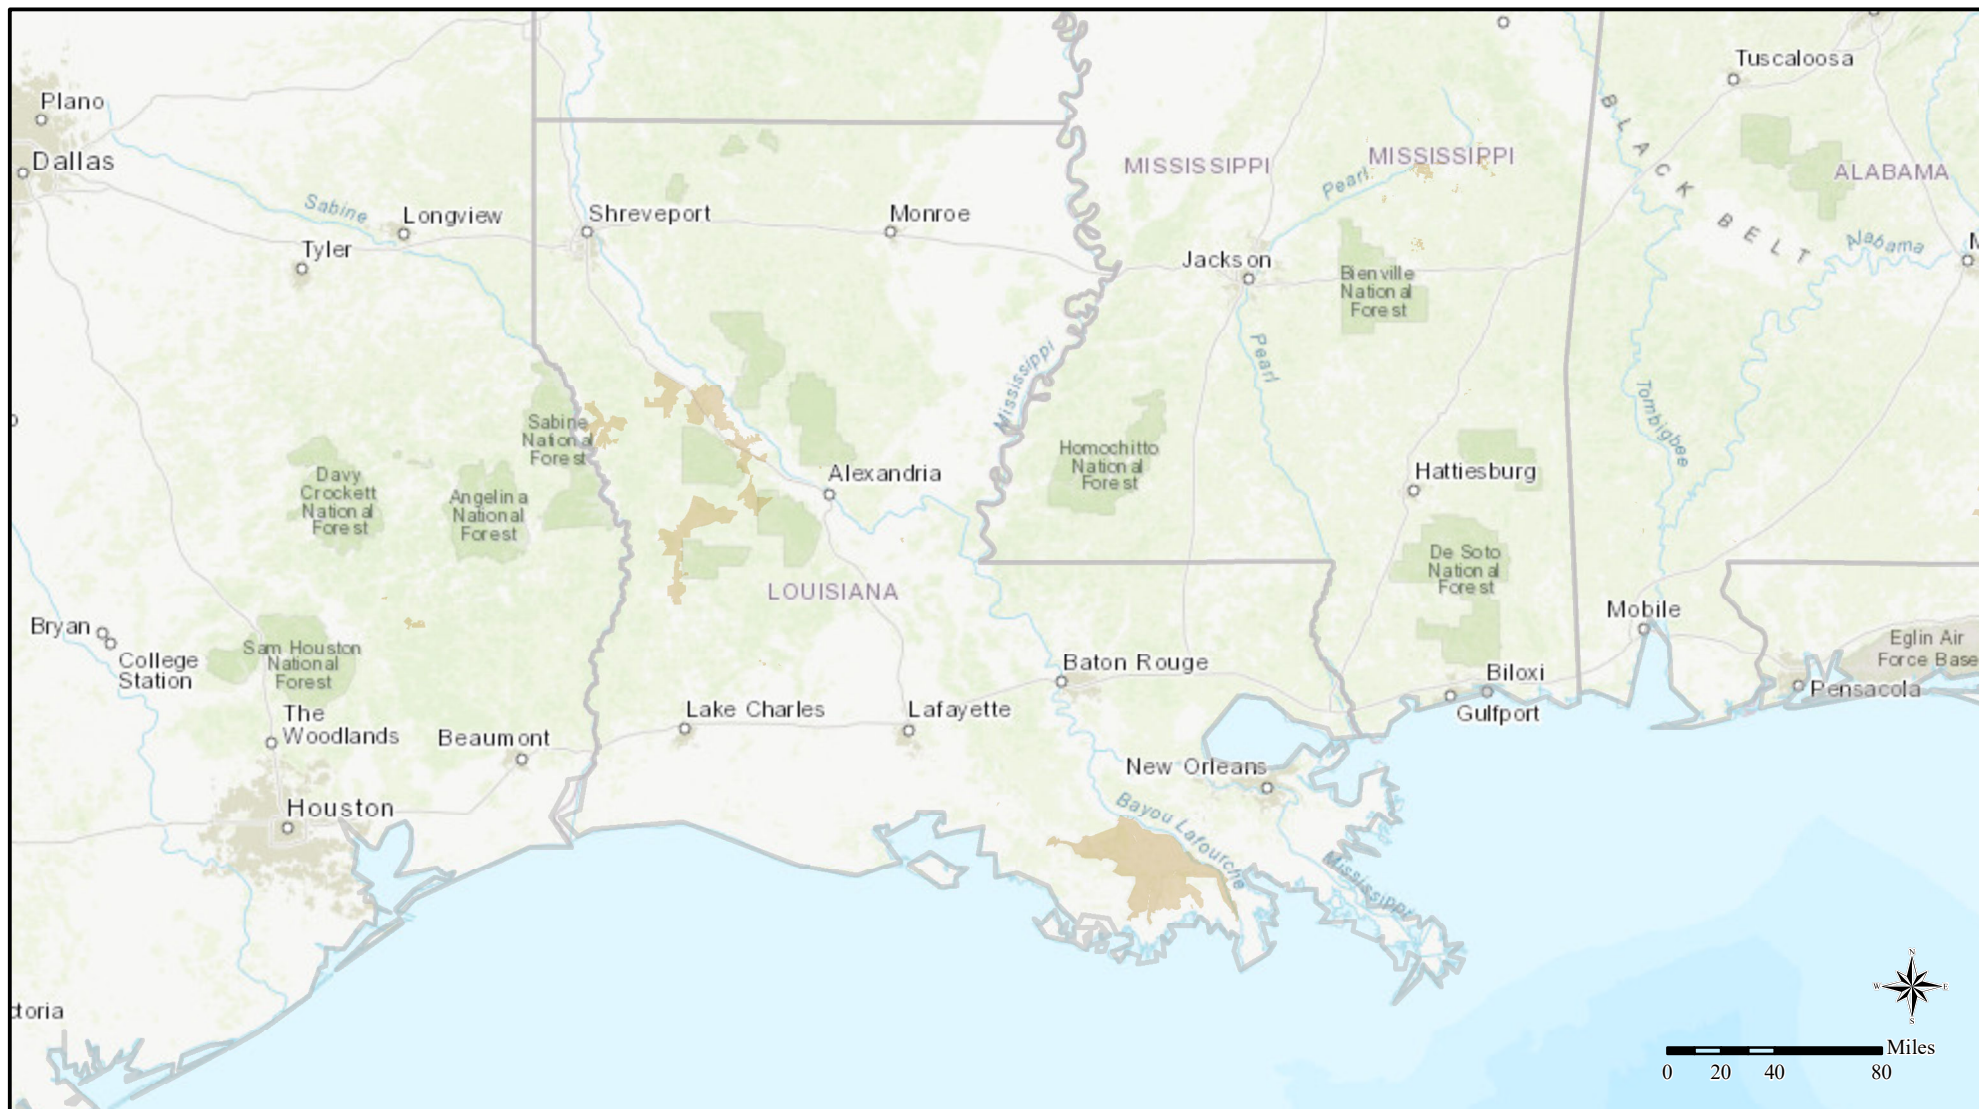 Tuscaloosa
Plano
BLACK BELT
Dallas
MISSISSIPPI
MISSISSIPPI
ALABAMA
Pearl
Sabine
Longview
Shreveport
Monroe
Alabama
M
Tyler
Jackson
Bienville
National
Forest
Pearl
Mississippi
Tombigbee
Sabine
National
Forest
Homochitto
National
Forest
Davy
Crockett
National
Forest
Angelina
National
Forest
Alexandria
Hattiesburg
De Soto
National
Forest
LOUISIANA
Mobile
Bryan
College
Station
Sam Houston
National
Forest
Eglin Air
Force Base
Baton Rouge
Biloxi
Pensacola
The
Woodlands
Beaumont
Lake Charles
Lafayette
Gulfport
New Orleans
Houston
Bayou Lafourche
Mississippi
ctoria
N
W
E
S
Miles
0 20 40 80